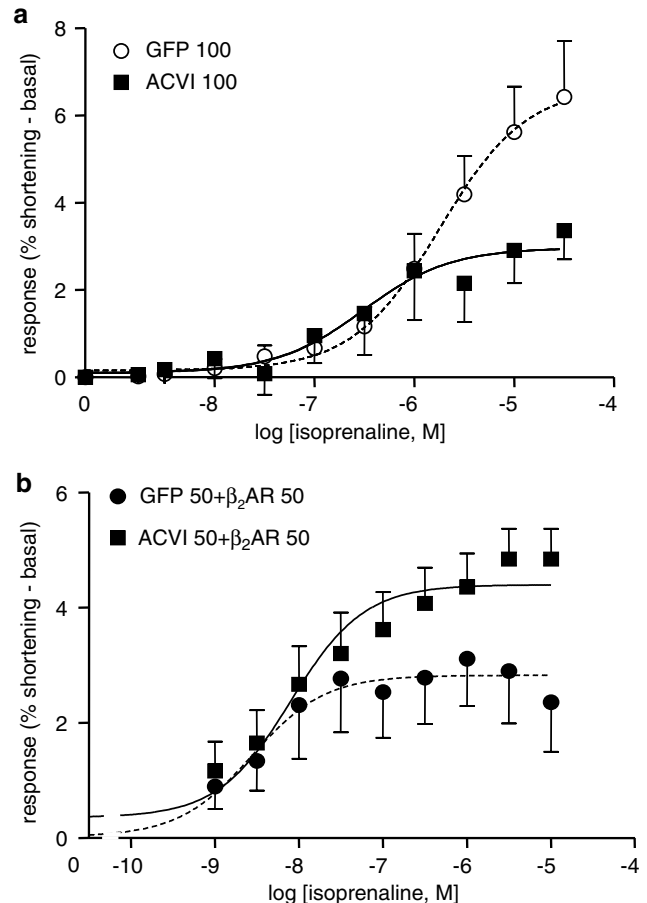 a
8
6
4
2
0
GFP 100
ACVI 100
response (% shortening - basal)
0 -8 -7 -6 -5 -4
log [isoprenaline, M]
b
6
4
2
0
GFP 50+β₂AR 50
ACVI 50+β₂AR 50
response (% shortening - basal)
0 -10 -9 -8 -7 -6 -5 -4
log [isoprenaline, M]